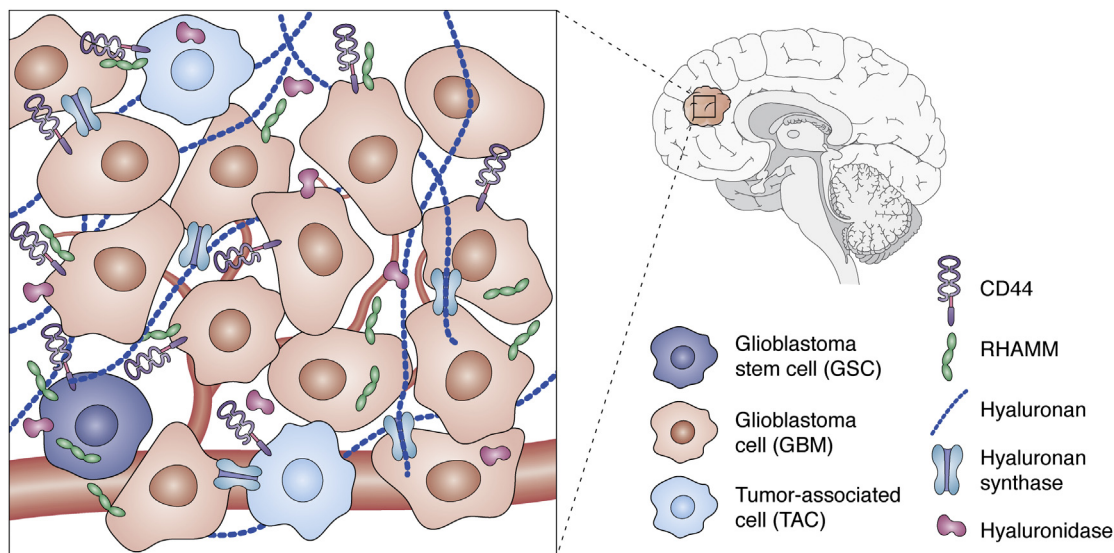 Glioblastoma
stem cell (GSC)
Glioblastoma
cell (GBM)
Tumor-associated
cell (TAC)
CD44
RHAMM
Hyaluronan
Hyaluronan
synthase
Hyaluronidase